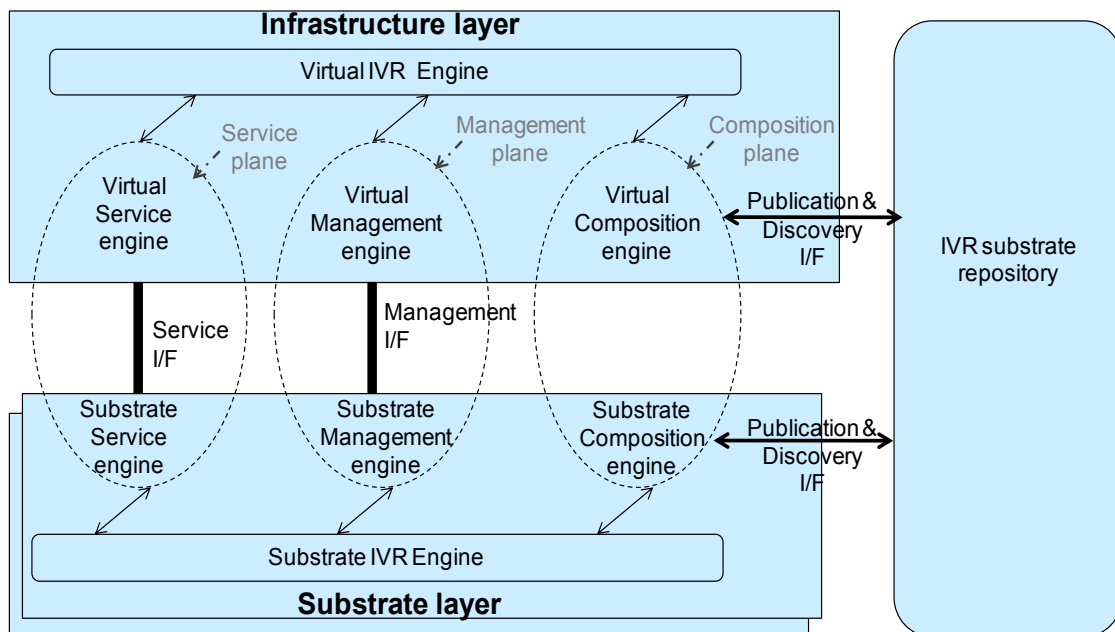 Infrastructure layer
Virtual IVR Engine
Service
plane
Management
plane
Composition
plane
Virtual
Service
engine
Virtual
Management
engine
Virtual
Composition
engine
Publication &
Discovery
I/F
IVR substrate
repository
Service
I/F
Management
I/F
Substrate
Service
engine
Substrate
Management
engine
Substrate
Composition
engine
Publication &
Discovery
I/F
Substrate IVR Engine
Substrate layer